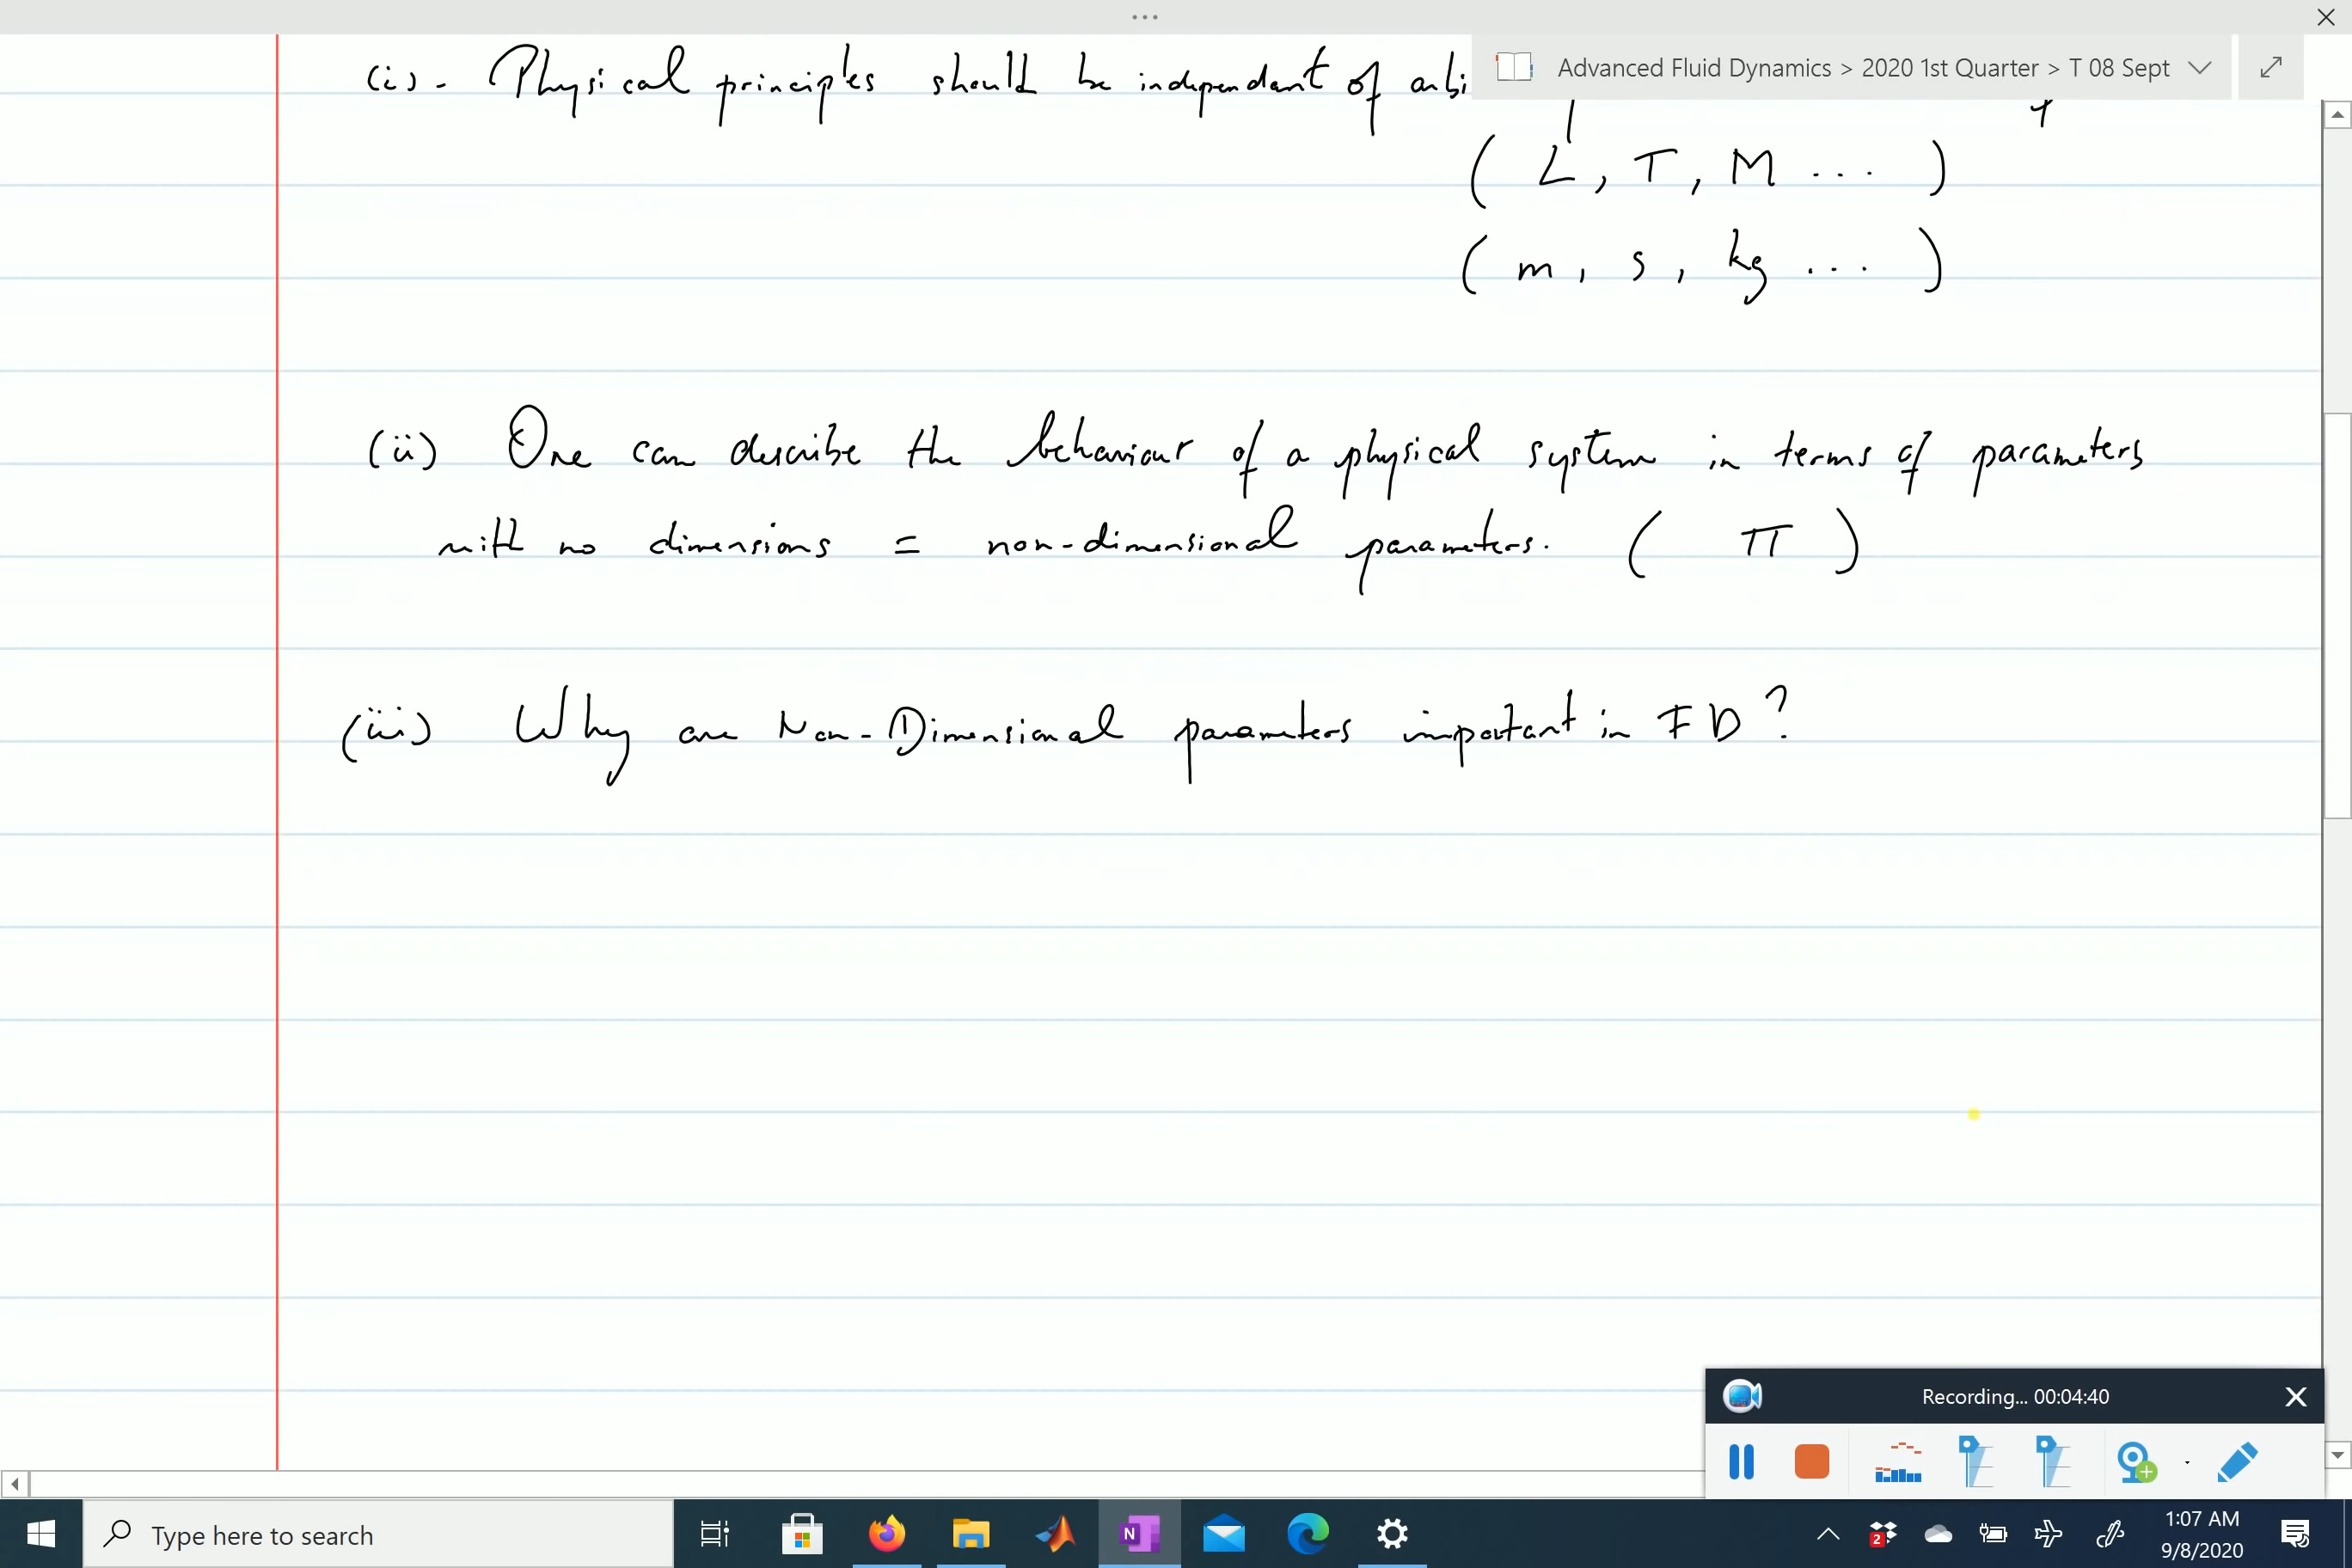 (i) - Physical principles should be independent of arbi
Advanced Fluid Dynamics > 2020 1st Quarter > T 08 Sept
( L, T, M ... )
( m, s, kg ... )
(ii) One can describe the behaviour of a physical system in terms of parameters
with no dimensions = non-dimensional parameters. ( π )
(iii) Why are Non-Dimensional parameters important in FD?
Recording... 00:04:40
N
Type here to search
2
1:07 AM
9/8/2020